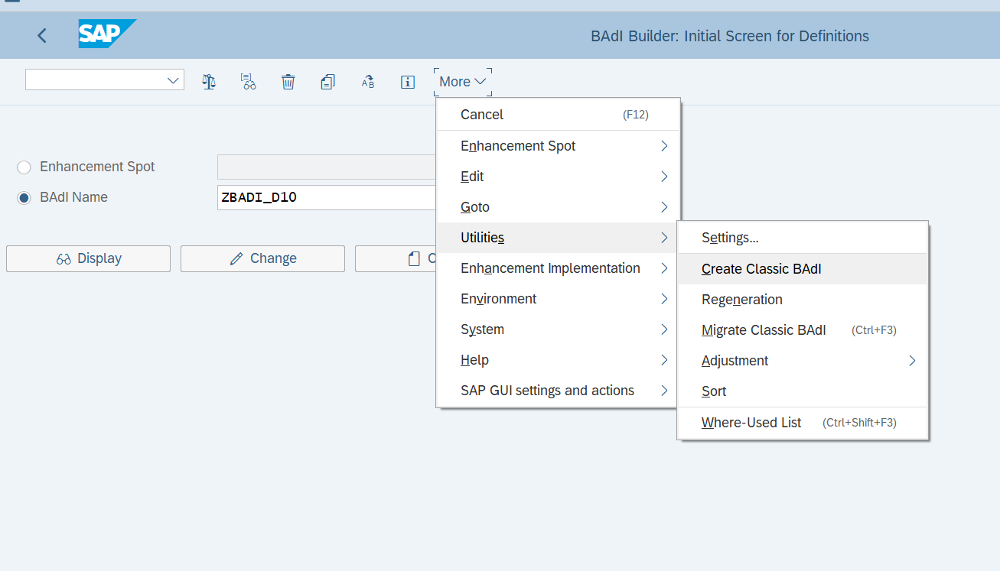 SAP
BAdI Builder: Initial Screen for Definitions
More
Cancel (F12)
Enhancement Spot
Edit
Goto
Utilities
Enhancement Implementation
Environment
System
Help
SAP GUI settings and actions
Settings...
Create Classic BAdI
Regeneration
Migrate Classic BAdI (Ctrl+F3)
Adjustment
Sort
Where-Used List (Ctrl+Shift+F3)
Enhancement Spot
BAdI Name ZBADI_D10
Display
Change